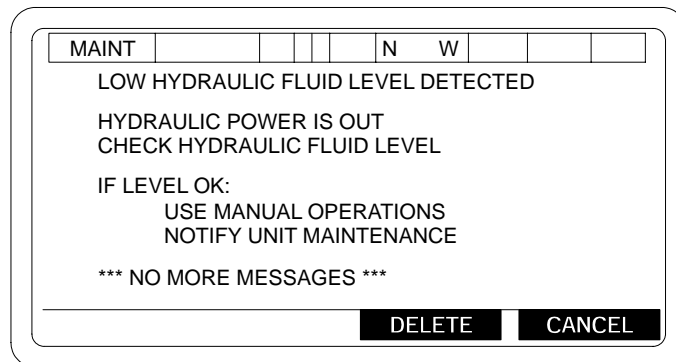 MAINT N W
LOW HYDRAULIC FLUID LEVEL DETECTED
HYDRAULIC POWER IS OUT
CHECK HYDRAULIC FLUID LEVEL
IF LEVEL OK:
USE MANUAL OPERATIONS
NOTIFY UNIT MAINTENANCE
*** NO MORE MESSAGES ***
DELETE CANCEL